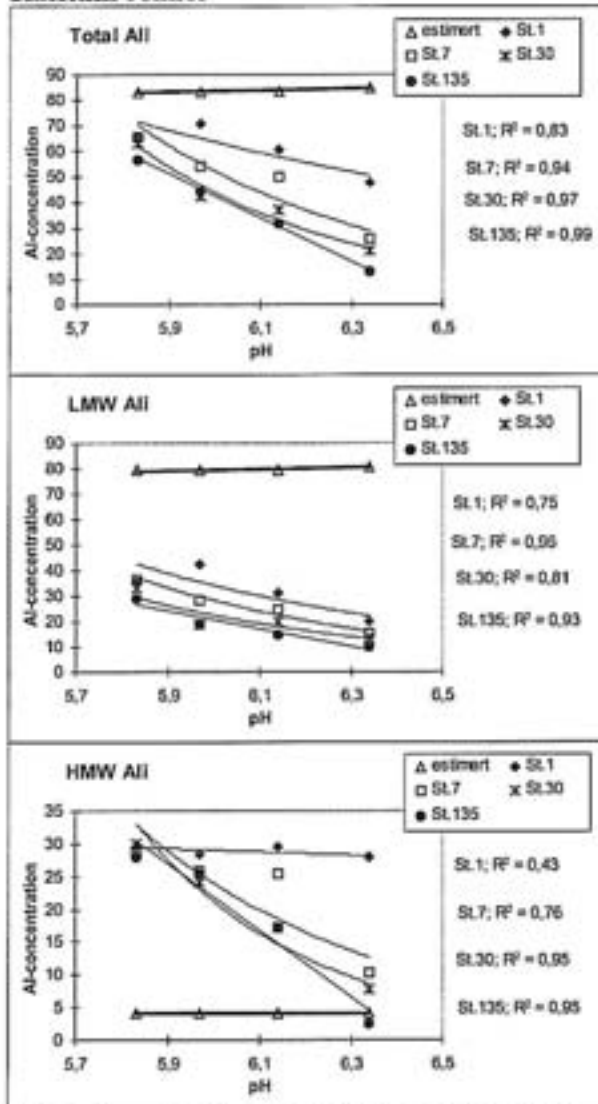 Total Ali
△ estimert ◆ St.1
□ St.7 ж St.30
● St.135
90
80
70
60
50
40
30
20
10
0
Al-concentration
5,7 5,9 6,1 6,3 6,5
pH
St.1; R² = 0,83
St.7; R² = 0,94
St.30; R² = 0,97
St.135; R² = 0,99
LMW Ali
△ estimert ◆ St.1
□ St.7 ж St.30
● St.135
90
80
70
60
50
40
30
20
10
0
Al-concentration
5,7 5,9 6,1 6,3 6,5
pH
St.1; R² = 0,75
St.7; R² = 0,96
St.30; R² = 0,81
St.135; R² = 0,93
HMW Ali
△ estimert ◆ St.1
□ St.7 ж St.30
● St.135
35
30
25
20
15
10
5
0
Al-concentration
5,7 5,9 6,1 6,3 6,5
pH
St.1; R² = 0,43
St.7; R² = 0,76
St.30; R² = 0,95
St.135; R² = 0,95